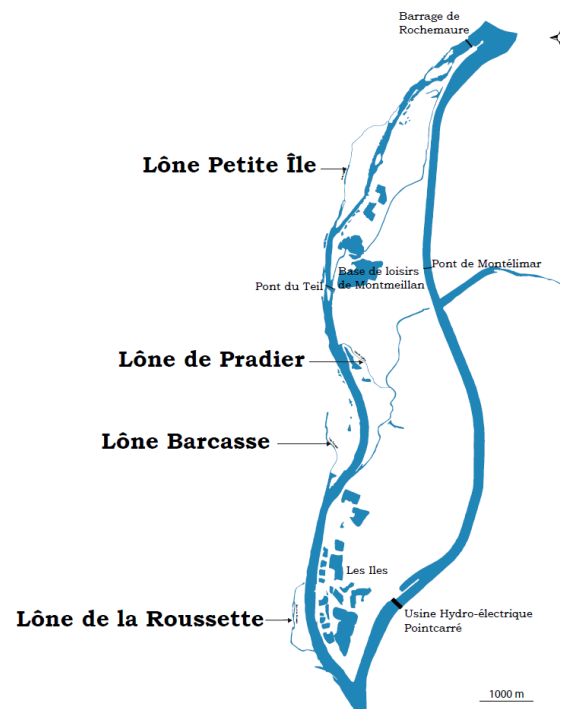 Barrage de
Rochemaure
Lône Petite Île
Pont de Montélimar
Base de loisirs
de Montmeillan
Pont du Teil
Lône de Pradier
Lône Barcasse
Les Iles
Lône de la Roussette
Usine Hydro-électrique
Pointcarré
1000 m